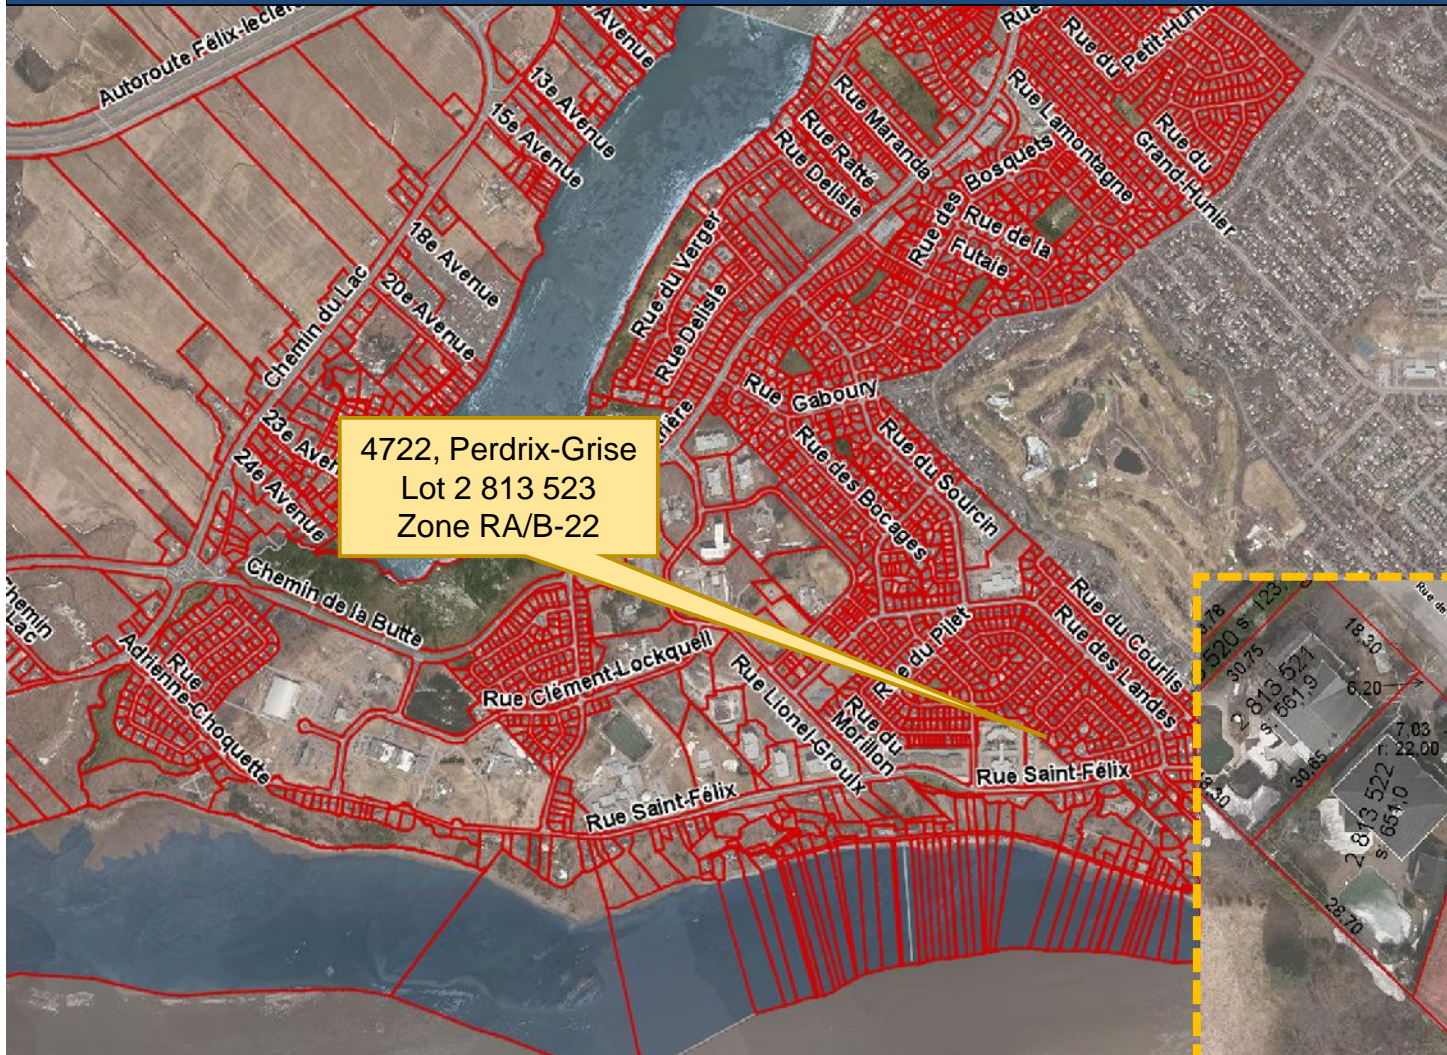 Avenue
Autoroute Félix-leclerc
13e Avenue
15e Avenue
18e Avenue
20e Avenue
Chemin du Lac
23e Aven
24e Avenue
Rue Maranda
Rue Ratté
Rue Delisle
Rue du
Petit-Hunier
Rue Lamontagne
Rue du
Grand-Hunier
Rue des Bosquets
Rue de la
Futaie
Rue du Verger
Rue Delisle
Rue Gaboury
Rue des Bocages
Rue du Sourcin
4722, Perdrix-Grise
Lot 2 813 523
Zone RA/B-22
Chemin de la Butte
Chemin
Lac
Rue
Adrienne-Choquette
Rue Clément-Lockquell
Rue Lionel-Groulx
Rue du Pilet
Rue du
Morillon
Rue du Courlis
Rue des Landes
Rue Saint-Félix
Rue Saint-Félix
18,30
6.20
30,75
2 813 521
s: 561,9
7,03
r: 22,00
30,65
2 813 522
s: 651,0
28,70